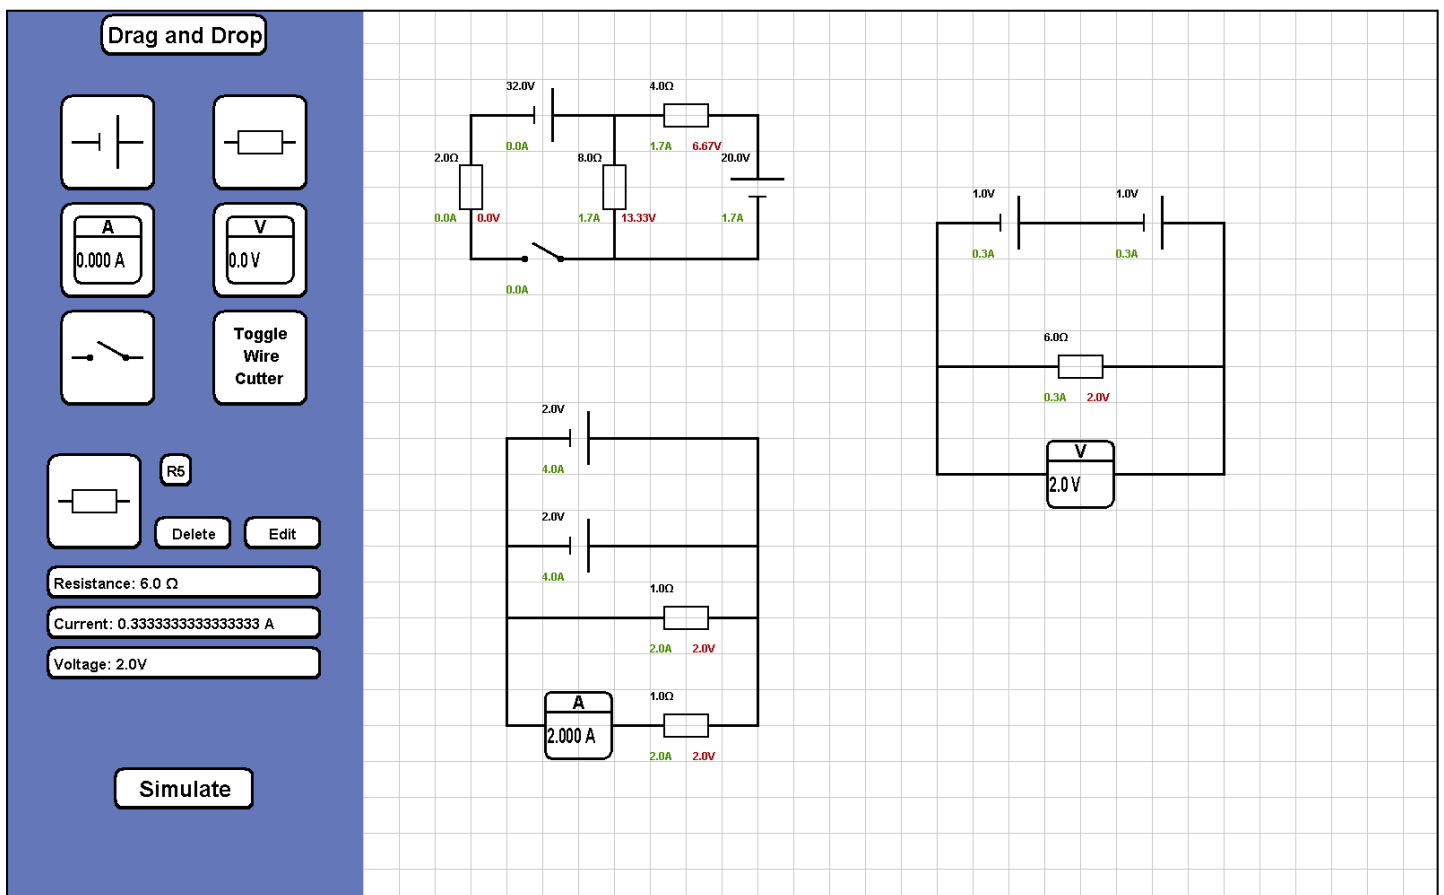 Drag and Drop
A
0.000 A
V
0.0 V
Toggle
Wire
Cutter
R5
Delete
Edit
Resistance: 6.0 Ω
Current: 0.3333333333333333 A
Voltage: 2.0V
Simulate
32.0V
0.0A
4.0Ω
1.7A 6.67V
2.0Ω
0.0A 0.0V
8.0Ω
1.7A 13.33V
20.0V
1.7A
0.0A
1.0V
0.3A
1.0V
0.3A
6.0Ω
0.3A 2.0V
V
2.0 V
2.0V
4.0A
2.0V
4.0A
1.0Ω
2.0A 2.0V
A
2.000 A
1.0Ω
2.0A 2.0V